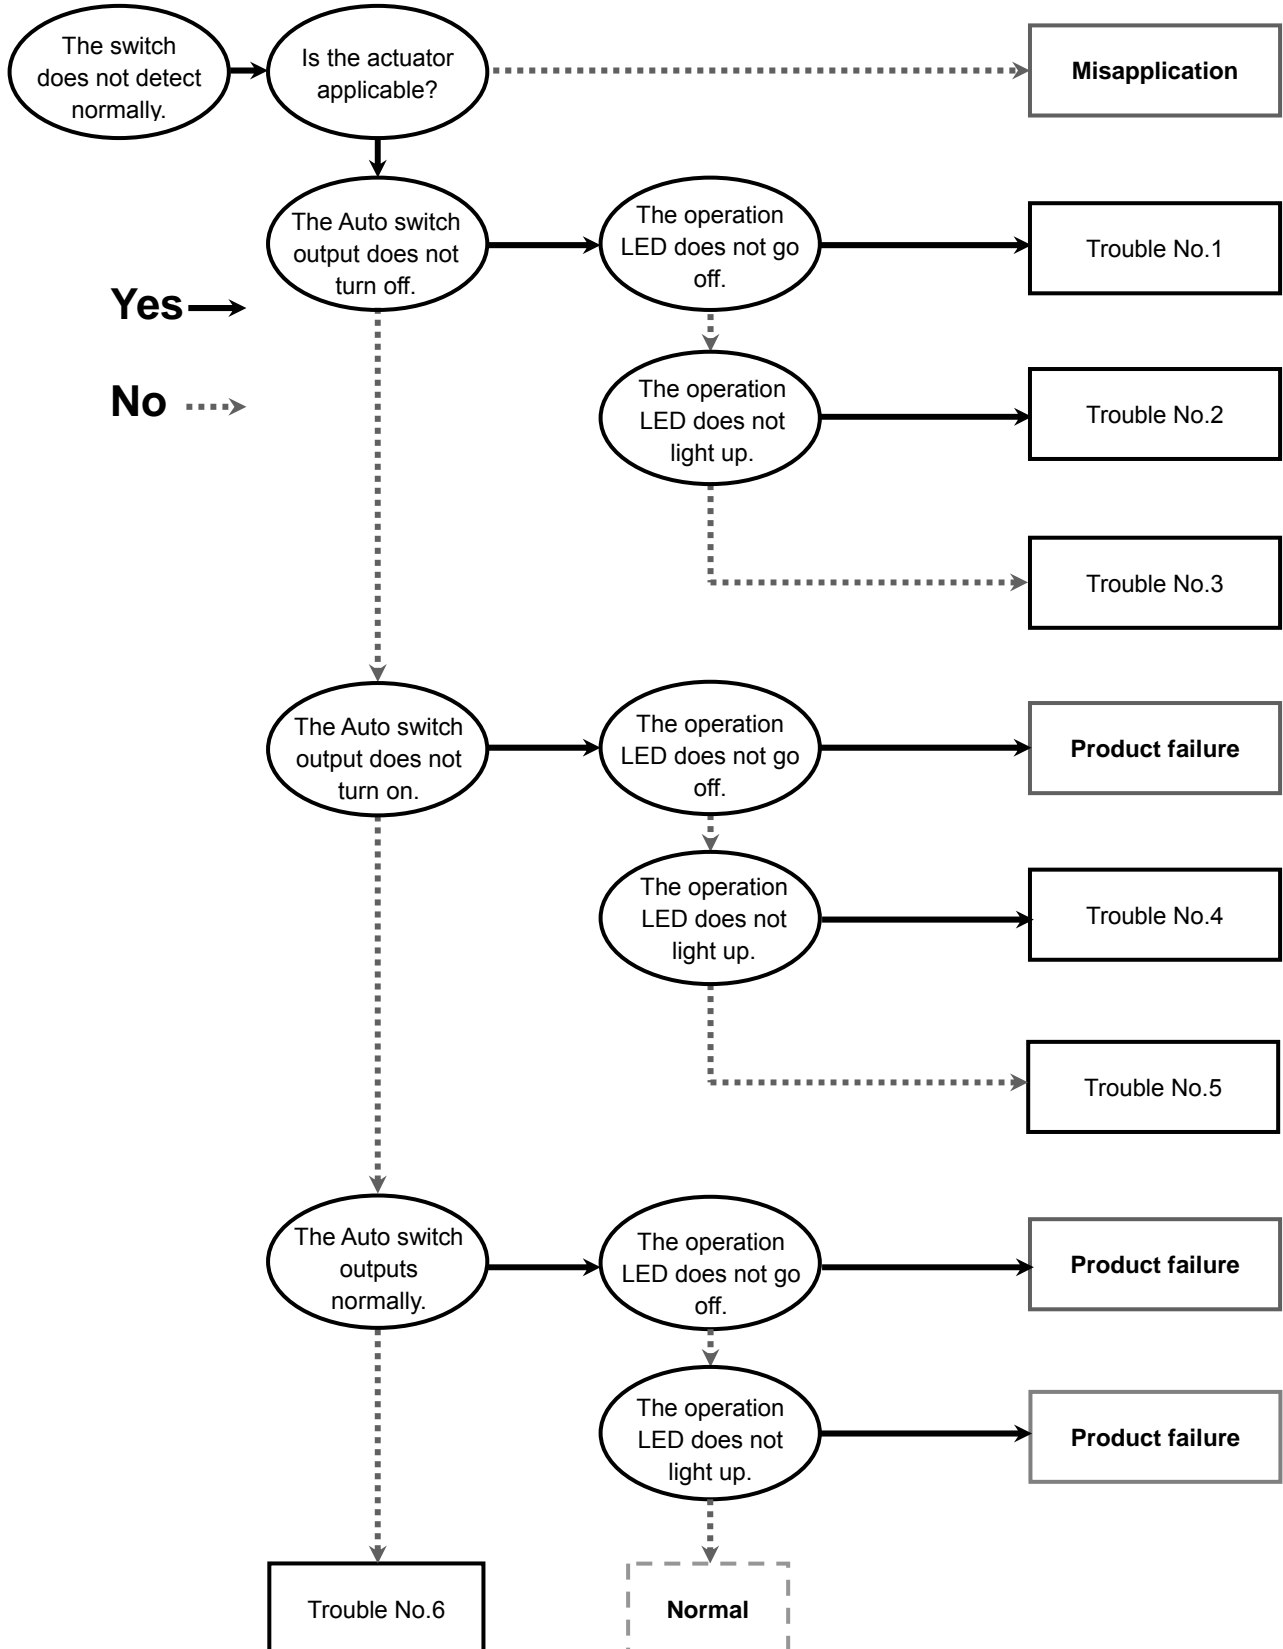 The switch
does not detect
normally.
Is the actuator
applicable?
Misapplication
The Auto switch
output does not
turn off.
The operation
LED does not go
off.
Trouble No.1
Yes
No
The operation
LED does not
light up.
Trouble No.2
Trouble No.3
The Auto switch
output does not
turn on.
The operation
LED does not go
off.
Product failure
The operation
LED does not
light up.
Trouble No.4
Trouble No.5
The Auto switch
outputs
normally.
The operation
LED does not go
off.
Product failure
The operation
LED does not
light up.
Product failure
Trouble No.6
Normal